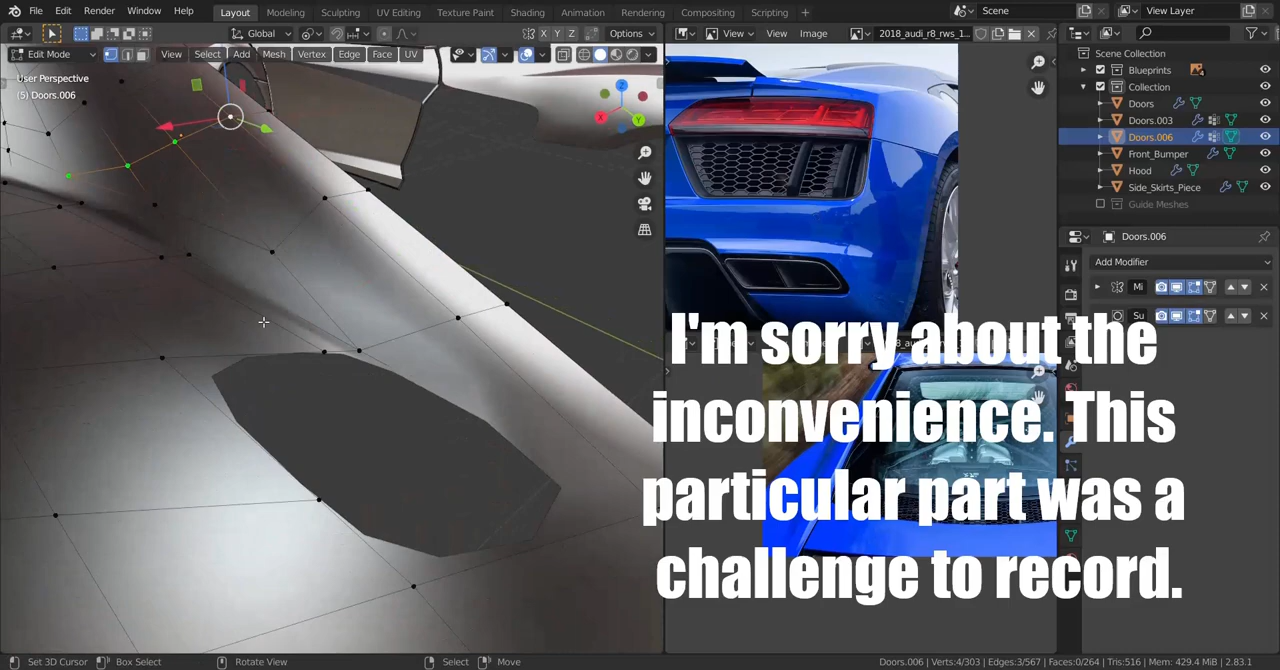 File Edit Render Window Help
Layout Modeling Sculpting UV Editing Texture Paint Shading Animation Rendering Compositing Scripting +
Scene
View Layer
Global
X Y Z
Options
View
View Image
2018_audi_r8_rws_1...
Edit Mode
View Select Add Mesh Vertex Edge Face UV
User Perspective
(5) Doors.006
Z
X
Y
Scene Collection
Blueprints
Collection
Doors
Doors.003
Doors.006
Front_Bumper
Hood
Side_Skirts_Piece
Guide Meshes
Doors.006
Add Modifier
Mi
Su
I'm sorry about the
inconvenience. This
particular part was a
challenge to record.
Set 3D Cursor Box Select Rotate View Select Move
Doors.006 | Verts:4/303 | Edges:3/567 | Faces:0/264 | Tris:516 | Mem: 429.4 MiB | 2.83.1